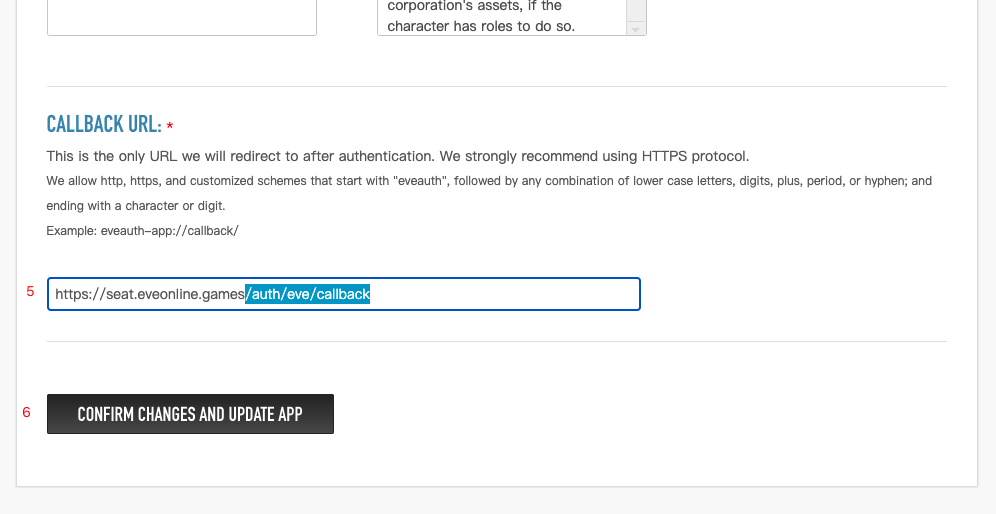 corporation's assets, if the
character has roles to do so.
CALLBACK URL: *
This is the only URL we will redirect to after authentication. We strongly recommend using HTTPS protocol.
We allow http, https, and customized schemes that start with "eveauth", followed by any combination of lower case letters, digits, plus, period, or hyphen; and
ending with a character or digit.
Example: eveauth-app://callback/
5 https://seat.eveonline.games/auth/eve/callback
6 CONFIRM CHANGES AND UPDATE APP